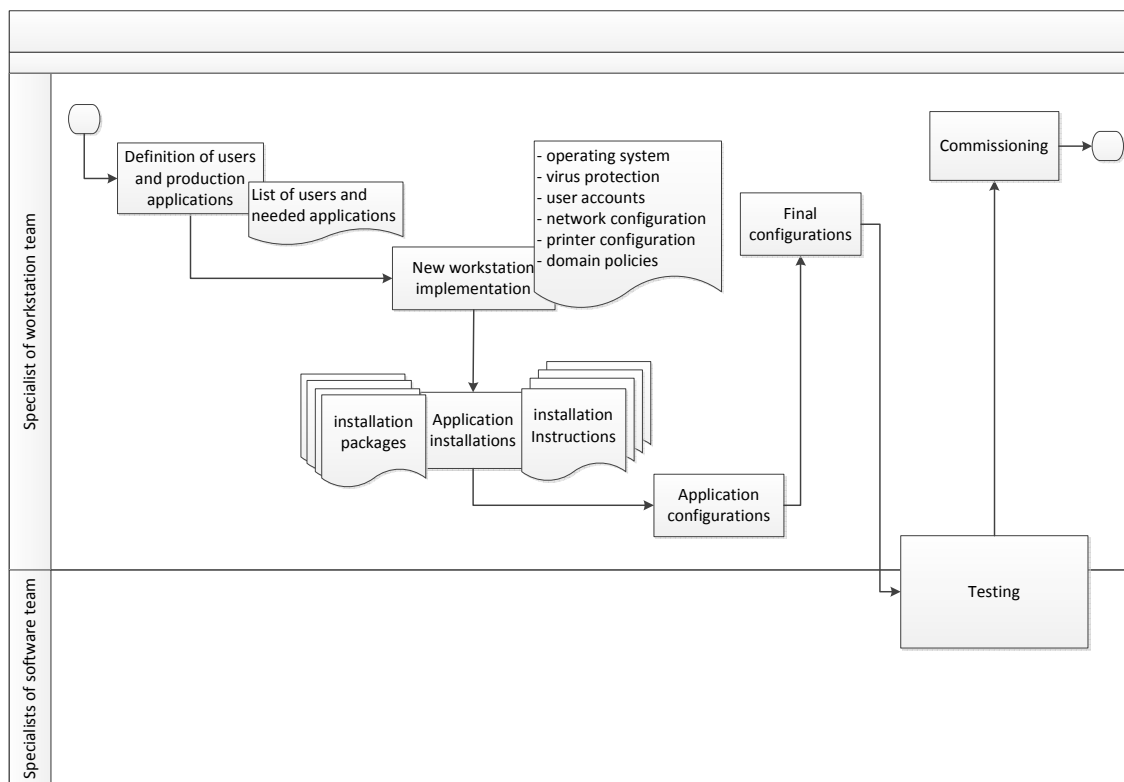 Specialist of workstation team
Definition of users
and production
applications
List of users and
needed applications
New workstation
implementation
- operating system
- virus protection
- user accounts
- network configuration
- printer configuration
- domain policies
installation
packages
Application
installations
installation
Instructions
Application
configurations
Final
configurations
Commissioning
Testing
Specialists of software team